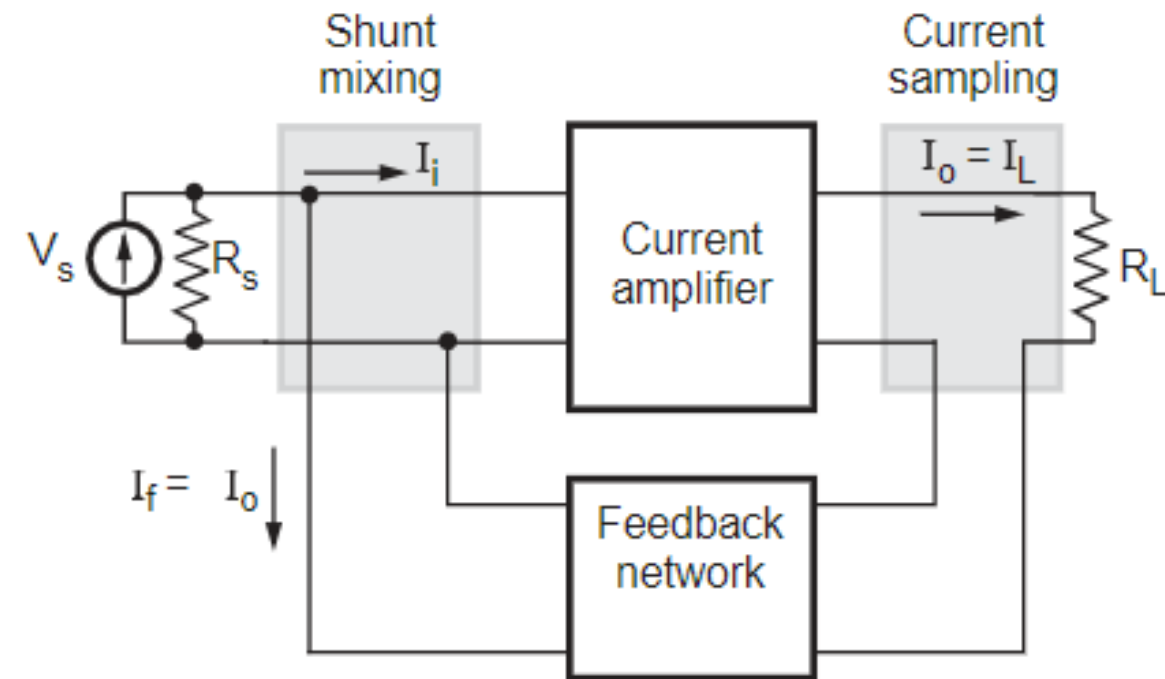 Shunt
mixing
Current
sampling
I_i
I_o = I_L
V_s
R_s
Current
amplifier
R_L
I_f = I_o
Feedback
network